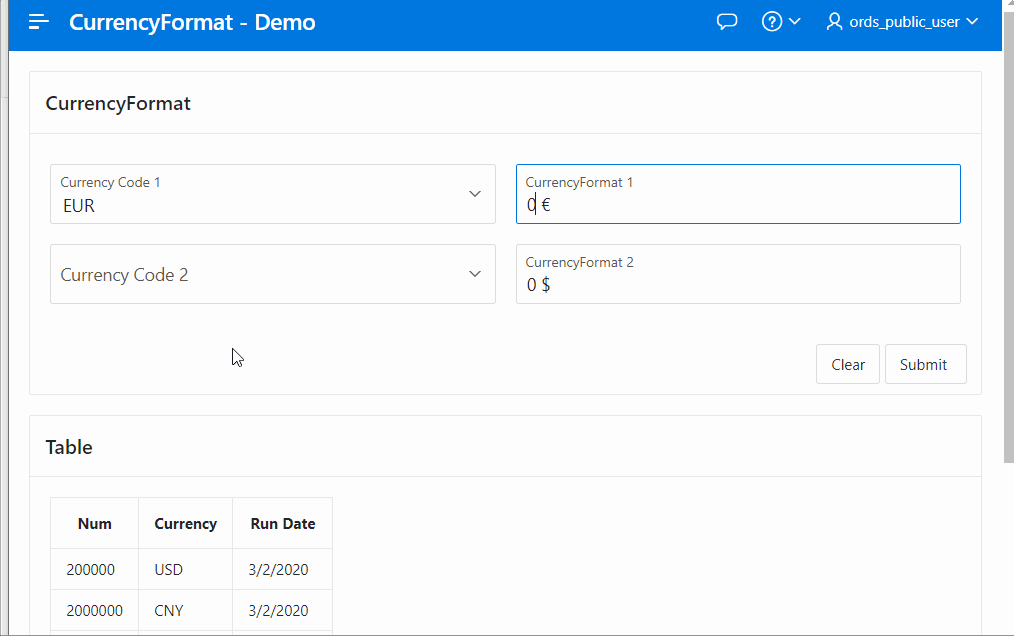 CurrencyFormat - Demo
ords_public_user
CurrencyFormat
Currency Code 1
EUR
CurrencyFormat 1
0 €
Currency Code 2
CurrencyFormat 2
0 $
Clear
Submit
Table
Num Currency Run Date
200000 USD 3/2/2020
2000000 CNY 3/2/2020